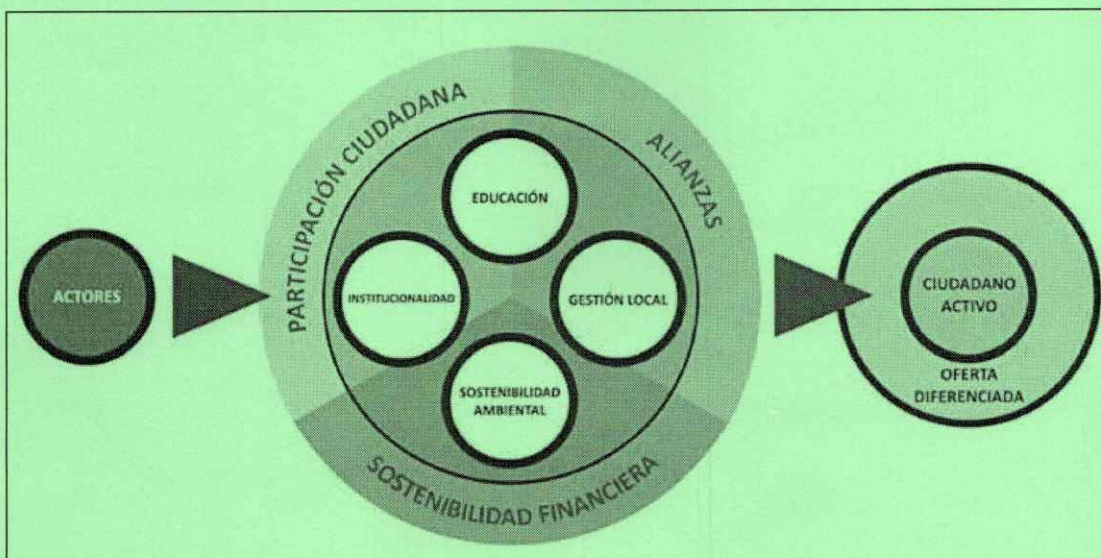 ACTORES
PARTICIPACIÓN CIUDADANA
ALIANZAS
SOSTENIBILIDAD FINANCIERA
EDUCACIÓN
INSTITUCIONALIDAD
GESTIÓN LOCAL
SOSTENIBILIDAD
AMBIENTAL
CIUDADANO
ACTIVO
OFERTA
DIFERENCIADA